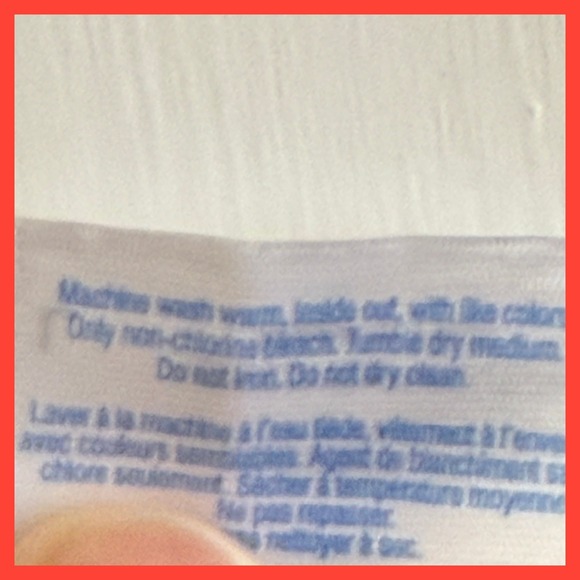 Machine wash warm, inside out, with like colors
Only non-chlorine bleach. Tumble dry medium.
Do not iron. Do not dry clean.
Laver à la machine à l'eau tiède, vêtement à l'enve
avec couleurs semblables. Agent de blanchiment s
chlore seulement. Sécher à température moyenne
Ne pas repasser.
nettoyer à sec.